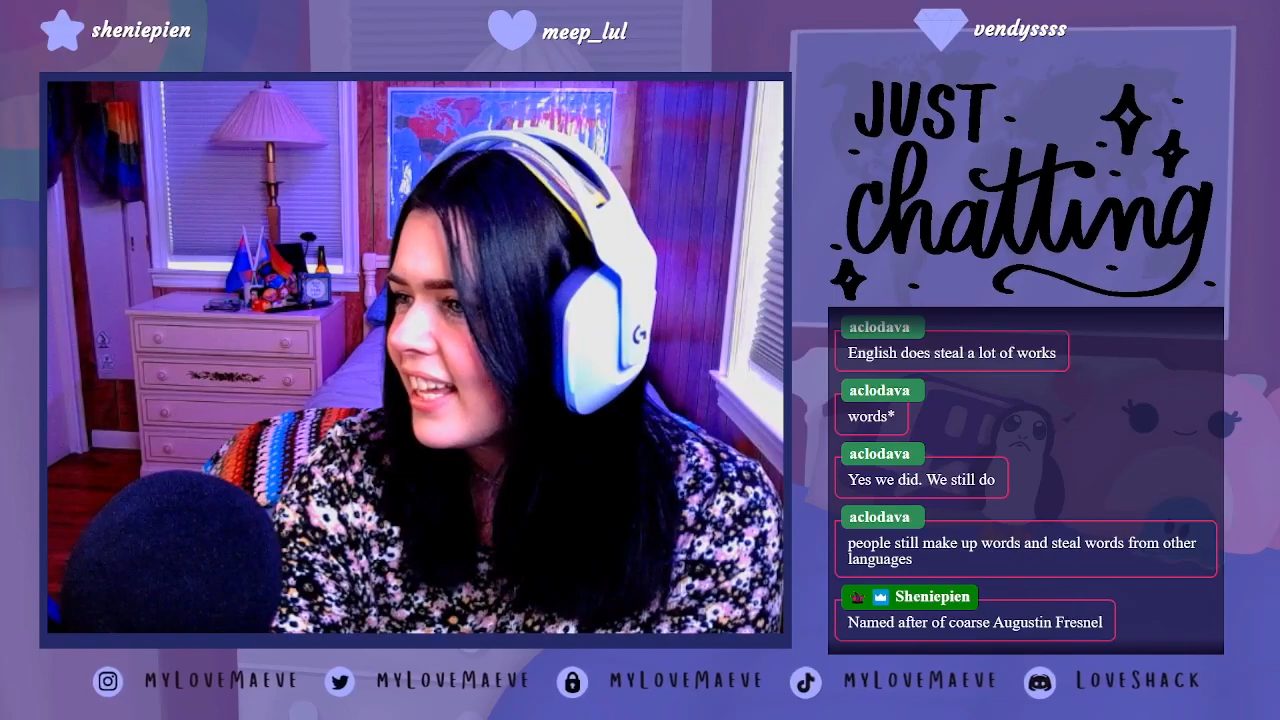 sheniepien
meep_lul
vendyssss
JUST
chatting
aclodava
English does steal a lot of works
aclodava
words*
aclodava
Yes we did. We still do
aclodava
people still make up words and steal words from other
languages
Sheniepien
Named after of coarse Augustin Fresnel
MYLOVEMAEVE
MYLOVEMAEVE
MYLOVEMAEVE
MYLOVEMAEVE
LOVESHACK